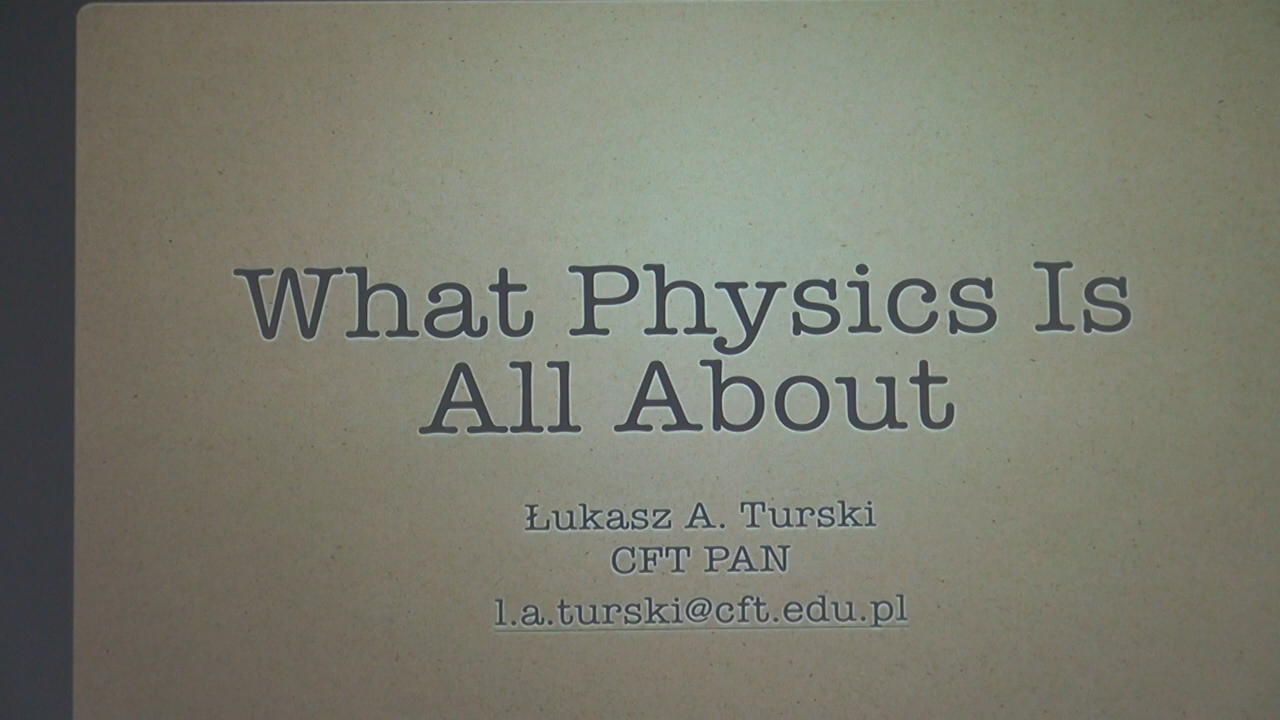 What Physics Is
All About
Łukasz A. Turski
CFT PAN
l.a.turski@cft.edu.pl